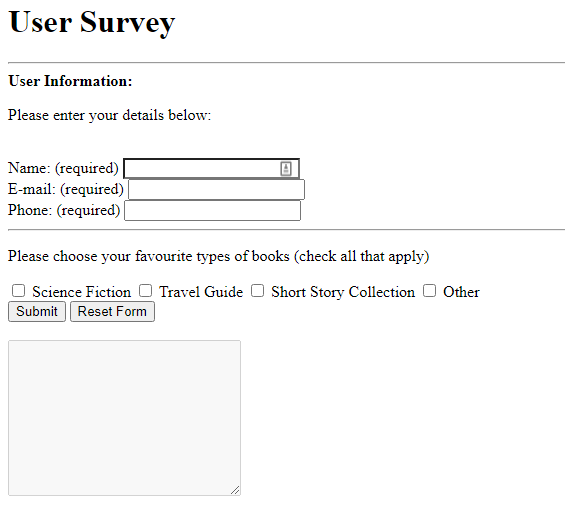 User Survey
User Information:
Please enter your details below:
Name: (required)
E-mail: (required)
Phone: (required)
Please choose your favourite types of books (check all that apply)
Science Fiction Travel Guide Short Story Collection Other
Submit Reset Form